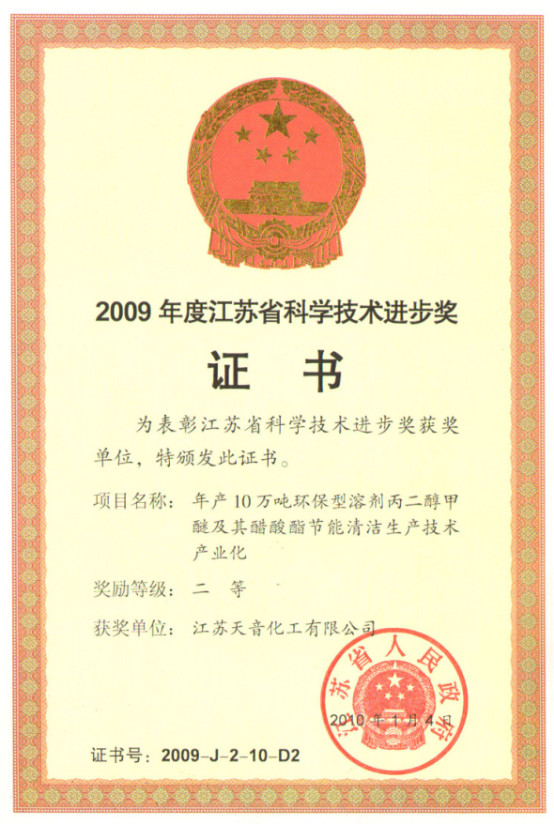 2009 年度江苏省科学技术进步奖
证 书
为表彰江苏省科学技术进步奖获奖
单位，特颁发此证书。
项目名称： 年产 10 万吨环保型溶剂丙二醇甲
醚及其醋酸酯节能清洁生产技术
产业化
奖励等级： 二 等
获奖单位： 江苏天音化工有限公司
江苏省人民政府
2010 年 1 月 4 日
证书号：2009-J-2-10-D2